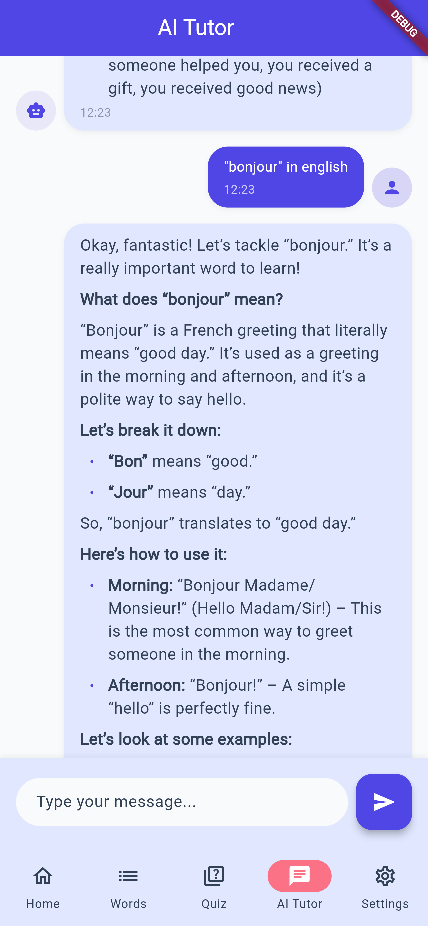 AI Tutor
DEBUG
someone helped you, you received a
gift, you received good news)
12:23
"bonjour" in english
12:23
Okay, fantastic! Let’s tackle “bonjour.” It’s a
really important word to learn!
What does “bonjour” mean?
“Bonjour” is a French greeting that literally
means “good day.” It’s used as a greeting
in the morning and afternoon, and it’s a
polite way to say hello.
Let’s break it down:
• “Bon” means “good.”
• “Jour” means “day.”
So, “bonjour” translates to “good day.”
Here’s how to use it:
• Morning: “Bonjour Madame/
Monsieur!” (Hello Madam/Sir!) – This
is the most common way to greet
someone in the morning.
• Afternoon: “Bonjour!” – A simple
“hello” is perfectly fine.
Let’s look at some examples:
Type your message...
Home Words Quiz AI Tutor Settings